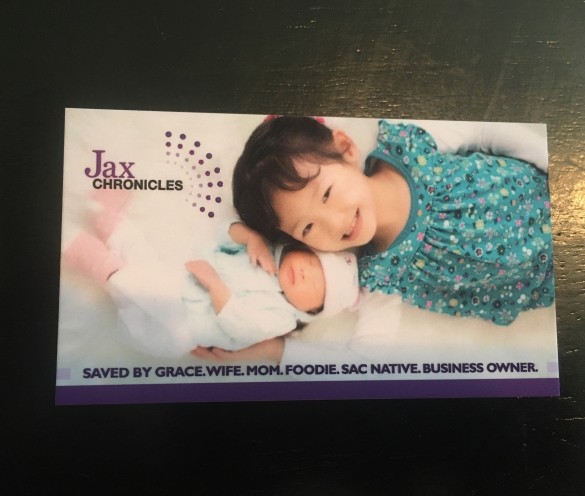 Jax
CHRONICLES
SAVED BY GRACE.WIFE. MOM. FOODIE. SAC NATIVE. BUSINESS OWNER.